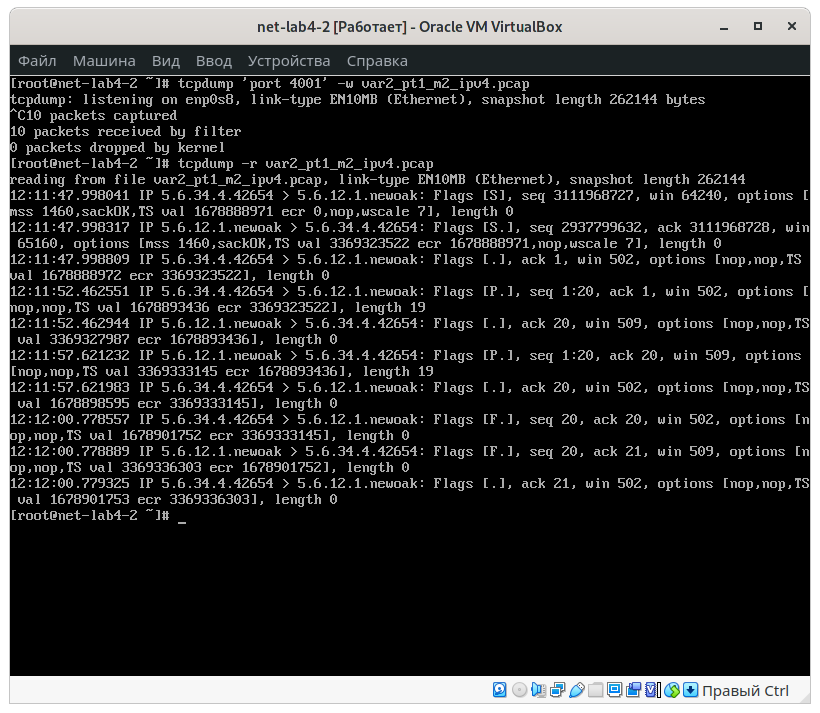 net-lab4-2 [Работает] - Oracle VM VirtualBox
Файл Машина Вид Ввод Устройства Справка
[root@net-lab4-2 ~]# tcpdump 'port 4001' -w var2_pt1_m2_ipv4.pcap
tcpdump: listening on enp0s8, link-type EN10MB (Ethernet), snapshot length 262144 bytes
^C10 packets captured
10 packets received by filter
0 packets dropped by kernel
[root@net-lab4-2 ~]# tcpdump -r var2_pt1_m2_ipv4.pcap
reading from file var2_pt1_m2_ipv4.pcap, link-type EN10MB (Ethernet), snapshot length 262144
12:11:47.998041 IP 5.6.34.4.42654 > 5.6.12.1.newoak: Flags [S], seq 3111968727, win 64240, options [
mss 1460,sackOK,TS val 1678888971 ecr 0,nop,wscale 7], length 0
12:11:47.998317 IP 5.6.12.1.newoak > 5.6.34.4.42654: Flags [S.], seq 2937799632, ack 3111968728, win
 65160, options [mss 1460,sackOK,TS val 3369323522 ecr 1678888971,nop,wscale 7], length 0
12:11:47.998809 IP 5.6.34.4.42654 > 5.6.12.1.newoak: Flags [.], ack 1, win 502, options [nop,nop,TS
val 1678888972 ecr 3369323522], length 0
12:11:52.462551 IP 5.6.34.4.42654 > 5.6.12.1.newoak: Flags [P.], seq 1:20, ack 1, win 502, options [
nop,nop,TS val 1678893436 ecr 3369323522], length 19
12:11:52.462944 IP 5.6.12.1.newoak > 5.6.34.4.42654: Flags [.], ack 20, win 509, options [nop,nop,TS
 val 3369327987 ecr 1678893436], length 0
12:11:57.621232 IP 5.6.12.1.newoak > 5.6.34.4.42654: Flags [P.], seq 1:20, ack 20, win 509, options
[nop,nop,TS val 3369333145 ecr 1678893436], length 19
12:11:57.621983 IP 5.6.34.4.42654 > 5.6.12.1.newoak: Flags [.], ack 20, win 502, options [nop,nop,TS
 val 1678898595 ecr 3369333145], length 0
12:12:00.778557 IP 5.6.34.4.42654 > 5.6.12.1.newoak: Flags [F.], seq 20, ack 20, win 502, options [n
op,nop,TS val 1678901752 ecr 3369333145], length 0
12:12:00.778889 IP 5.6.12.1.newoak > 5.6.34.4.42654: Flags [F.], seq 20, ack 21, win 509, options [n
op,nop,TS val 3369336303 ecr 1678901752], length 0
12:12:00.779325 IP 5.6.34.4.42654 > 5.6.12.1.newoak: Flags [.], ack 21, win 502, options [nop,nop,TS
 val 1678901753 ecr 3369336303], length 0
[root@net-lab4-2 ~]# _
Правый Ctrl